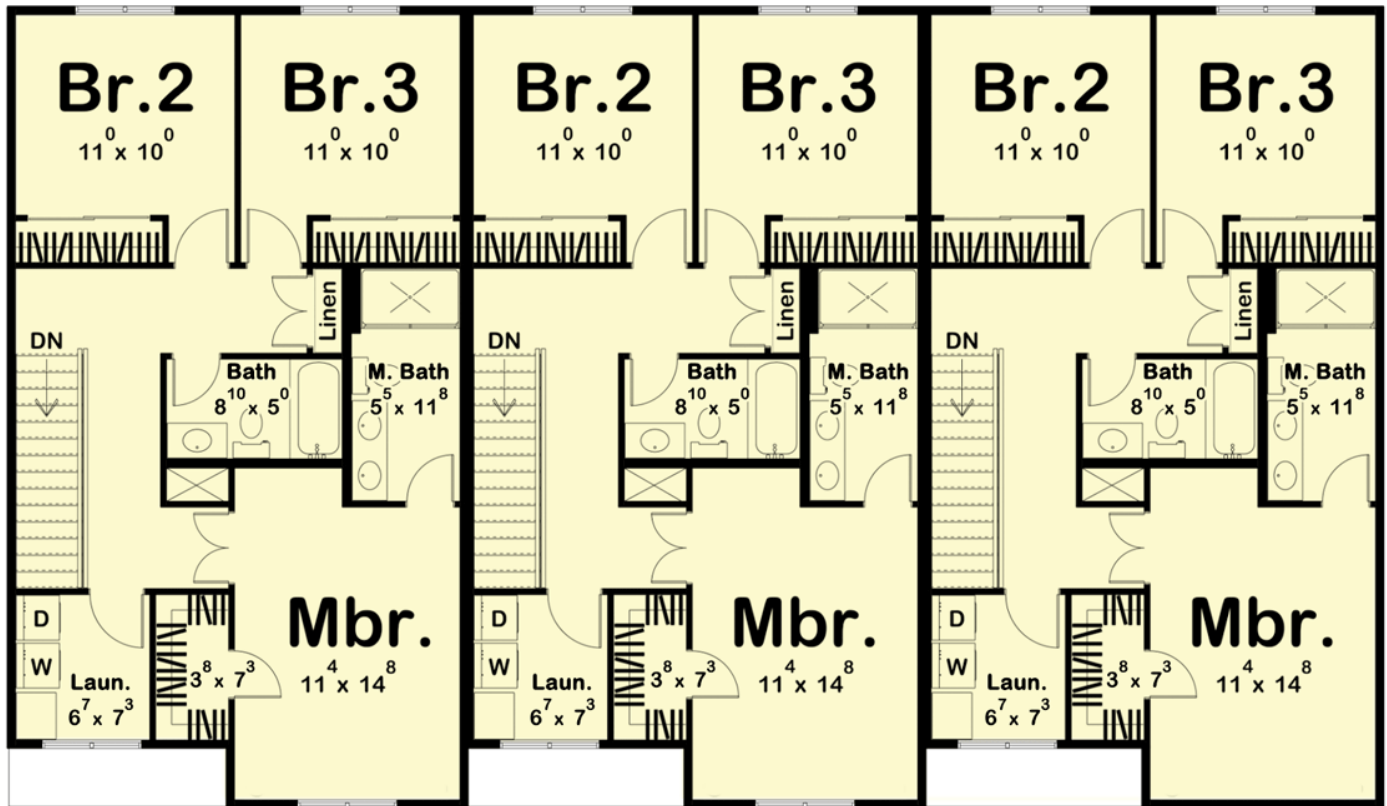 Br.2 Br.3 Br.2 Br.3 Br.2 Br.3
11⁰ x 10⁰ 11⁰ x 10⁰ 11⁰ x 10⁰ 11⁰ x 10⁰ 11⁰ x 10⁰ 11⁰ x 10⁰
Linen Linen Linen
DN DN DN
Bath M. Bath Bath M. Bath Bath M. Bath
8¹⁰ x 5⁰ 5⁵ x 11⁸ 8¹⁰ x 5⁰ 5⁵ x 11⁸ 8¹⁰ x 5⁰ 5⁵ x 11⁸
D Mbr. D Mbr. D Mbr.
W W W
3⁸ x 7³ 11⁴ x 14⁸ 3⁸ x 7³ 11⁴ x 14⁸ 3⁸ x 7³ 11⁴ x 14⁸
Laun. Laun. Laun.
6⁷ x 7³ 6⁷ x 7³ 6⁷ x 7³